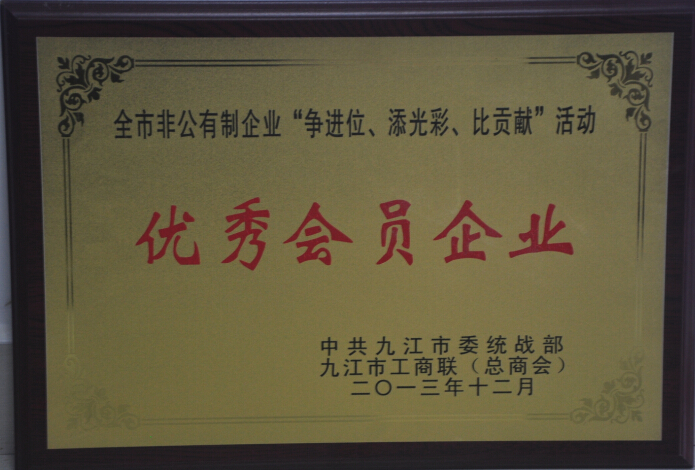 全市非公有制企业“争进位、添光彩、比贡献”活动
优秀会员企业
中共九江市委统战部
九江市工商联（总商会）
二〇一三年十二月